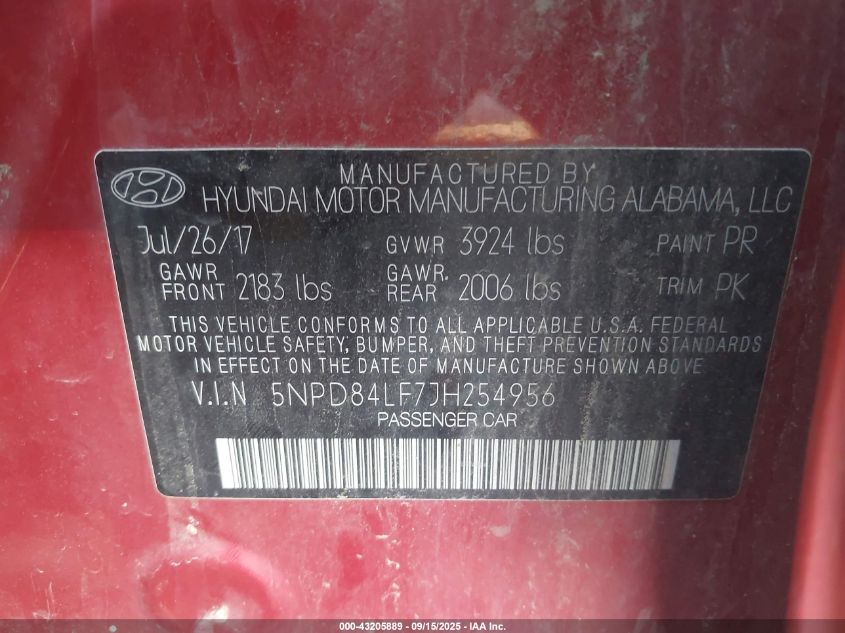 MANUFACTURED BY
HYUNDAI MOTOR MANUFACTURING ALABAMA, LLC
Jul/26/17 GVWR 3924 lbs PAINT PR
GAWR FRONT 2183 lbs GAWR. REAR 2006 lbs TRIM PK
THIS VEHICLE CONFORMS TO ALL APPLICABLE U.S.A. FEDERAL
MOTOR VEHICLE SAFETY, BUMPER, AND THEFT PREVENTION STANDARDS
IN EFFECT ON THE DATE OF MANUFACTURE SHOWN ABOVE.
V.I.N 5NPD84LF7JH254956
PASSENGER CAR
000-43205889 - 09/15/2025 - IAA Inc.